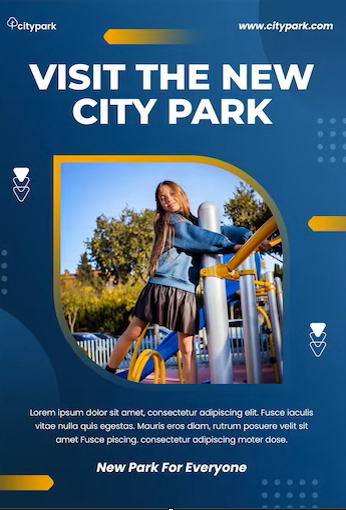 citypark
www.citypark.com
VISIT THE NEW
CITY PARK
Lorem ipsum dolor sit amet, consectetur adipiscing elit. Fusce iaculis
vitae nulla quis egestas. Mauris eros diam, rutrum posuere velit sit
amet Fusce piscing. consectetur adipiscing moter dose.
New Park For Everyone